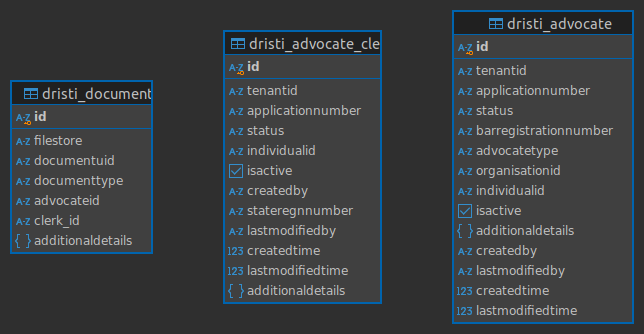 dristi_document
id
filestore
documentuid
documenttype
advocateid
clerk_id
additionaldetails
dristi_advocate_cle
id
tenantid
applicationnumber
status
individualid
isactive
createdby
stateregnnumber
lastmodifiedby
createdtime
lastmodifiedtime
additionaldetails
dristi_advocate
id
tenantid
applicationnumber
status
barregistrationnumber
advocatetype
organisationid
individualid
isactive
additionaldetails
createdby
lastmodifiedby
createdtime
lastmodifiedtime